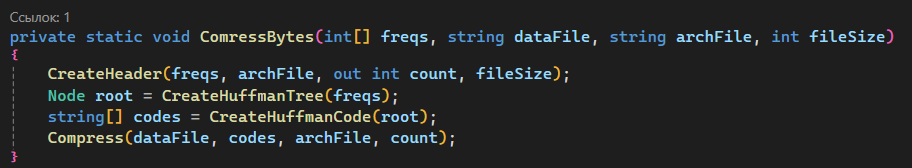 Ссылок: 1
private static void ComressBytes(int[] freqs, string dataFile, string archFile, int fileSize)
{
    CreateHeader(freqs, archFile, out int count, fileSize);
    Node root = CreateHuffmanTree(freqs);
    string[] codes = CreateHuffmanCode(root);
    Compress(dataFile, codes, archFile, count);
}